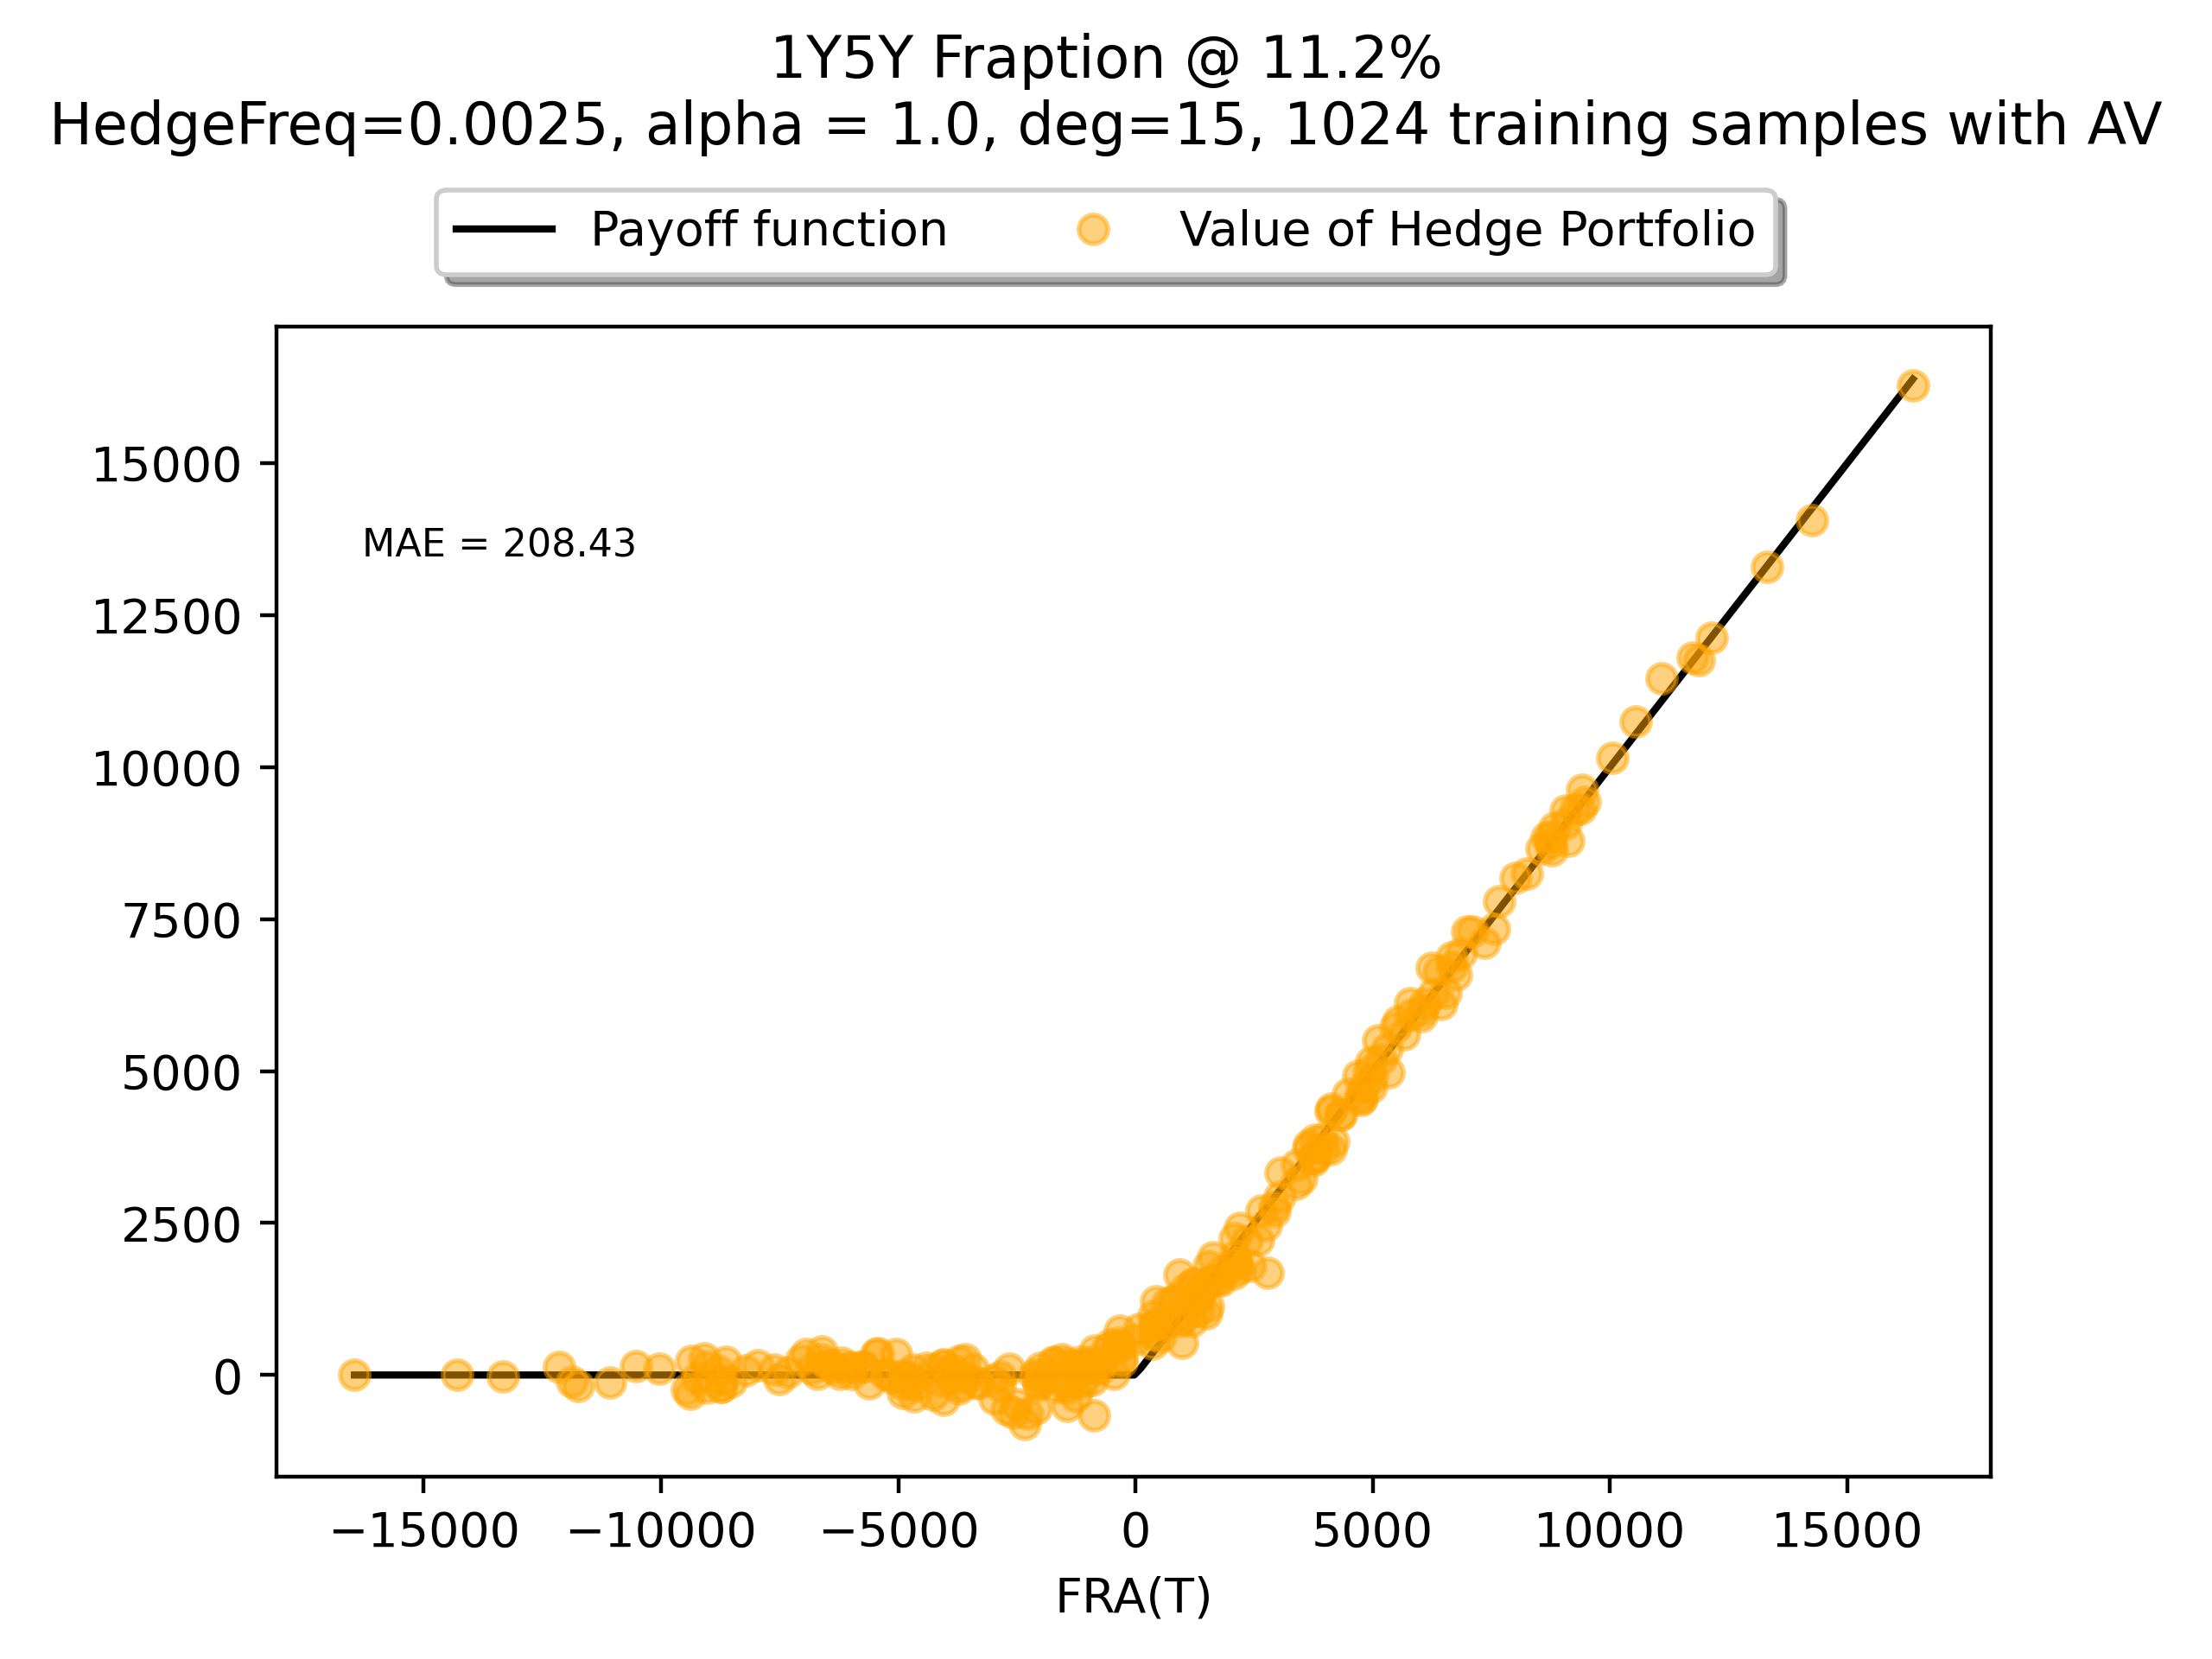 1Y5Y Fraption @ 11.2%
HedgeFreq=0.0025, alpha = 1.0, deg=15, 1024 training samples with AV
Payoff function
Value of Hedge Portfolio
15000
MAE = 208.43
12500
10000
7500
5000
2500
0
−15000
−10000
−5000
0
5000
10000
15000
FRA(T)